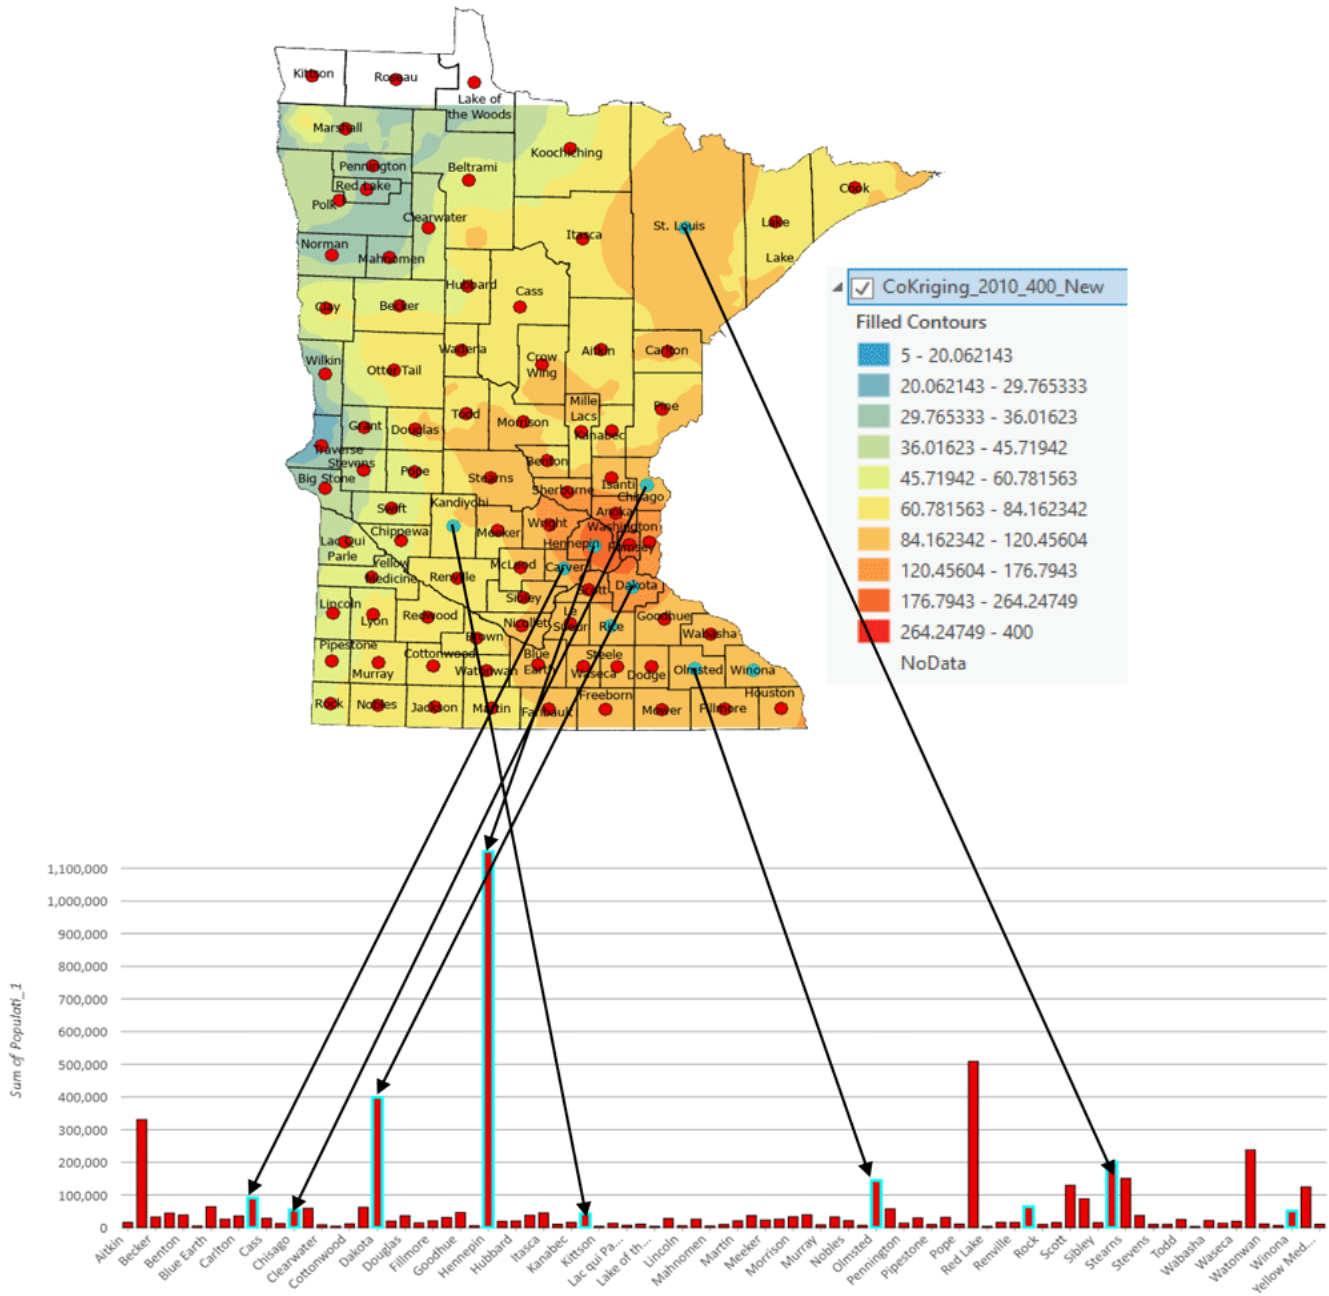 Kittson
Roseau
Lake of
the Woods
Marshall
Koochiching
Pennington
Beltrami
Red Lake
Cook
Polk
Clearwater
St. Louis
Lake
Itasca
Norman
Mahnomen
Lake
Hubbard
Cass
Clay
Becker
Wadena
Crow
Wing
Aitkin
Carlton
Wilkin
Otter Tail
Mille
Lacs
Pine
Todd
Morrison
Grant
Douglas
Kanabec
Traverse
Stevens
Pope
Benton
Big Stone
Stearns
Isanti
Sherburne
Chisago
Kandiyohi
Swift
Anoka
Wright
Washington
Chippewa
Meeker
Lac Qui
Parle
Hennepin
Ramsey
Yellow
Medicine
McLeod
Carver
Renville
Dakota
Scott
Sibley
Lincoln
Lyon
Redwood
Nicollet
Le
Sueur
Rice
Goodhue
Wabasha
Brown
Pipestone
Cottonwood
Blue
Earth
Steele
Murray
Watonwan
Waseca
Dodge
Olmsted
Winona
Freeborn
Houston
Rock
Nobles
Jackson
Martin
Faribault
Mower
Fillmore
CoKriging_2010_400_New
Filled Contours
5 - 20.062143
20.062143 - 29.765333
29.765333 - 36.01623
36.01623 - 45.71942
45.71942 - 60.781563
60.781563 - 84.162342
84.162342 - 120.45604
120.45604 - 176.7943
176.7943 - 264.24749
264.24749 - 400
NoData
Sum of Populati_1
1,100,000
1,000,000
900,000
800,000
700,000
600,000
500,000
400,000
300,000
200,000
100,000
0
Aitkin
Becker
Benton
Blue Earth
Carlton
Cass
Chisago
Clearwater
Cottonwood
Dakota
Douglas
Fillmore
Goodhue
Hennepin
Hubbard
Itasca
Kanabec
Kittson
Lac qui Pa...
Lake of th...
Lincoln
Mahnomen
Martin
Meeker
Morrison
Murray
Nobles
Olmsted
Pennington
Pipestone
Pope
Red Lake
Renville
Rock
Scott
Sibley
Stearns
Stevens
Todd
Wabasha
Waseca
Watonwan
Winona
Yellow Med...